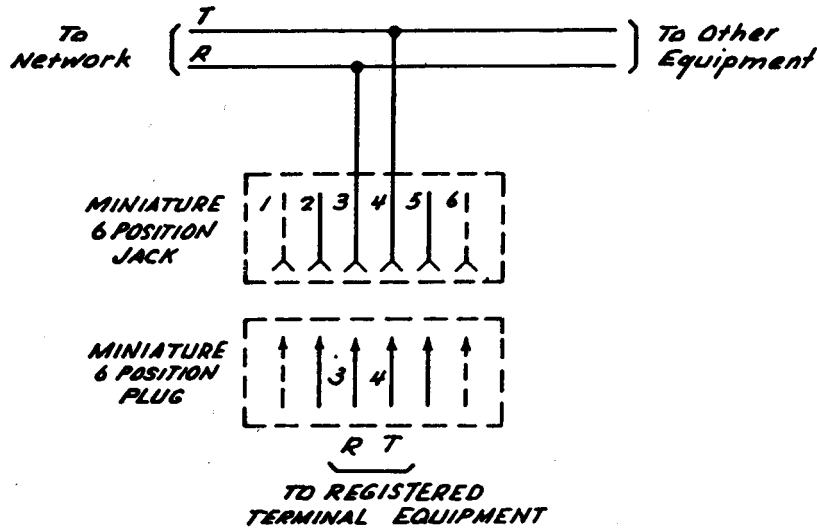 To
Network
T
R
To Other
Equipment
MINIATURE
6 POSITION
JACK
1 2 3 4 5 6
MINIATURE
6 POSITION
PLUG
3 4
R T
TO REGISTERED
TERMINAL EQUIPMENT